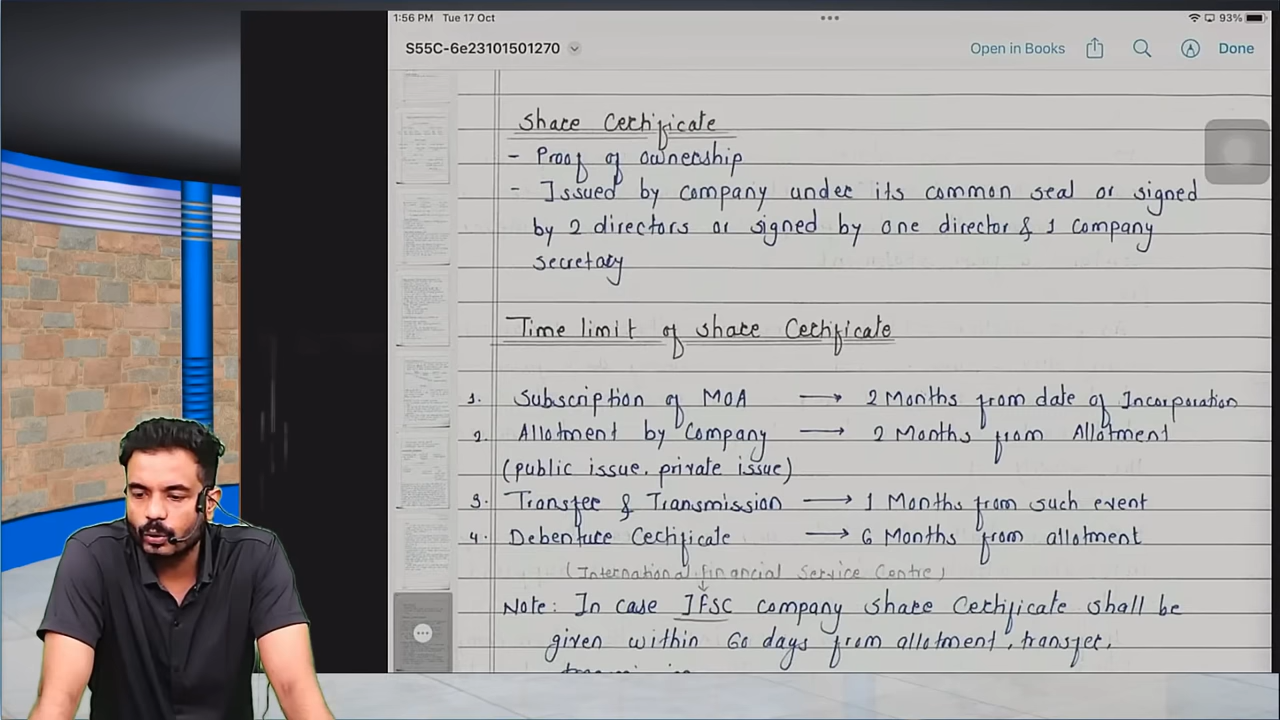 1:56 PM Tue 17 Oct
93%
S55C-6e23101501270
Open in Books
Done
Share Certificate
- Proof of ownership
- Issued by company under its common seal or signed
by 2 directors or signed by one director & 1 company
secretary
Time limit of share Certificate
1. Subscription of MOA → 2 Months from date of Incorporation
2. Allotment by Company → 2 Months from Allotment
(public issue, private issue)
3. Transfer & Transmission → 1 Months from such event
4. Debenture Certificate → 6 Months from allotment
(International Financial Service Centre)
Note: In case IFSC company share Certificate shall be
given within 60 days from allotment, transfer,